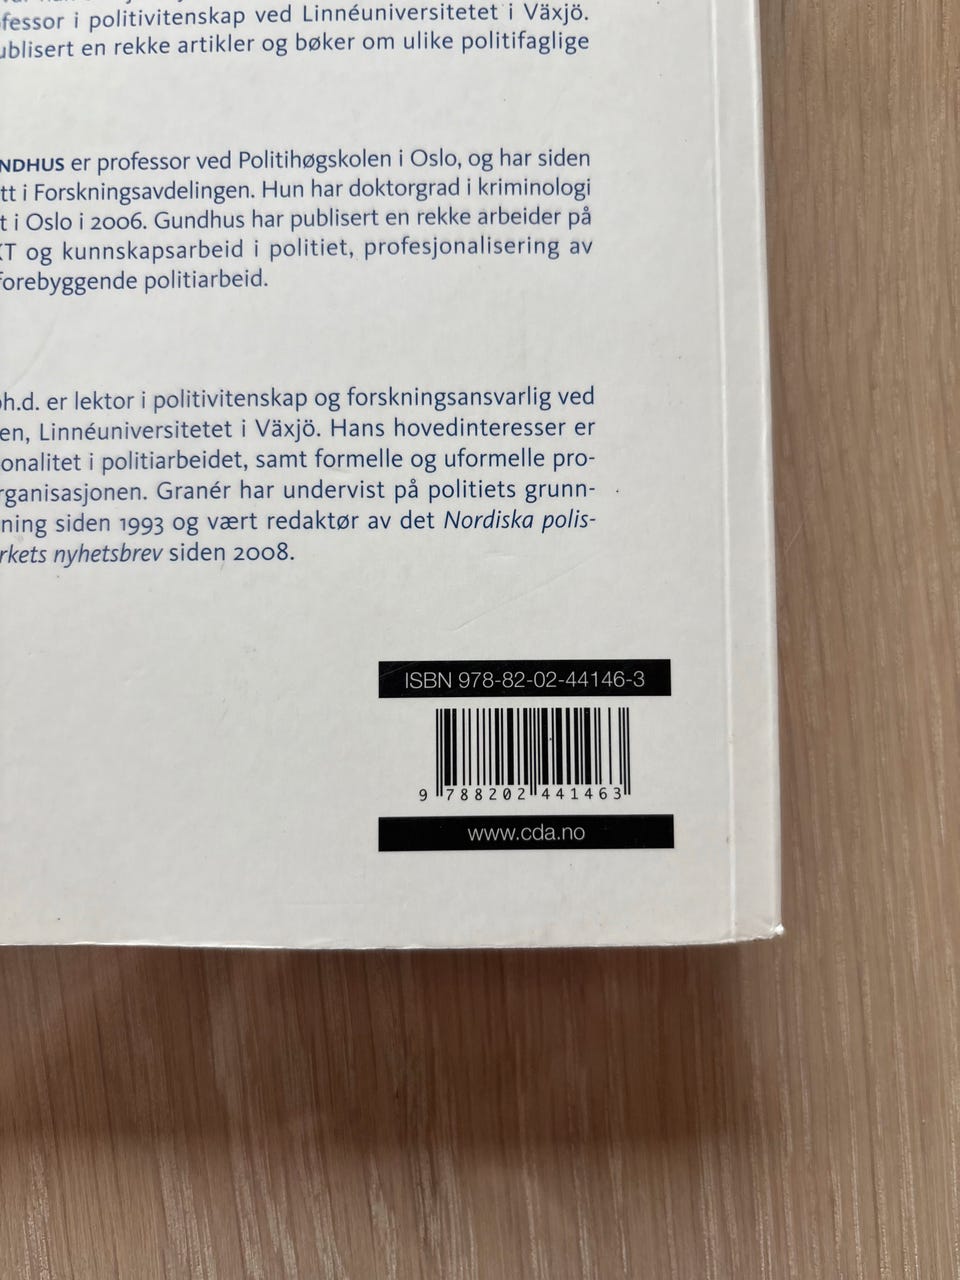 fessor i politivitenskap ved Linnéuniversitetet i Växjö.
ublisert en rekke artikler og bøker om ulike politifaglige
NDHUS er professor ved Politihøgskolen i Oslo, og har siden
tt i Forskningsavdelingen. Hun har doktorgrad i kriminologi
t i Oslo i 2006. Gundhus har publisert en rekke arbeider på
KT og kunnskapsarbeid i politiet, profesjonalisering av
forebyggende politiarbeid.
ph.d. er lektor i politivitenskap og forskningsansvarlig ved
en, Linnéuniversitetet i Växjö. Hans hovedinteresser er
onalitet i politiarbeidet, samt formelle og uformelle pro-
rganisasjonen. Granér har undervist på politiets grunn-
ning siden 1993 og vært redaktør av det Nordiska polis-
rkets nyhetsbrev siden 2008.
ISBN 978-82-02-44146-3
9 788202 441463
www.cda.no